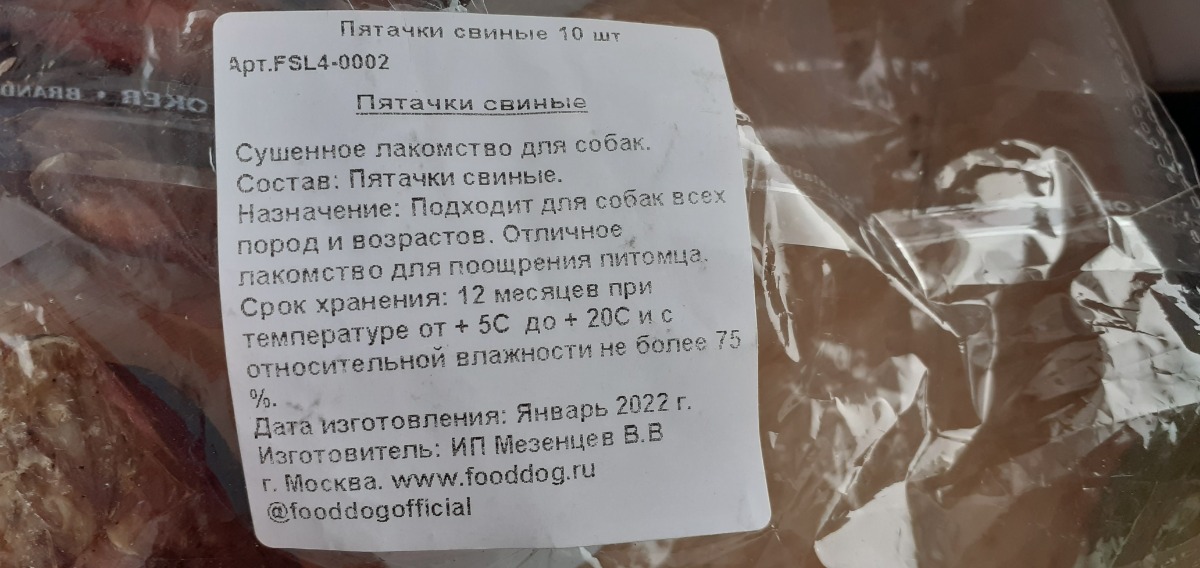 Пятачки свиные 10 шт
Арт.FSL4-0002
Пятачки свиные
Сушенное лакомство для собак.
Состав: Пятачки свиные.
Назначение: Подходит для собак всех
пород и возрастов. Отличное
лакомство для поощрения питомца.
Срок хранения: 12 месяцев при
температуре от + 5С до + 20С и с
относительной влажности не более 75
%.
Дата изготовления: Январь 2022 г.
Изготовитель: ИП Мезенцев В.В
г. Москва. www.fooddog.ru
@fooddogofficial